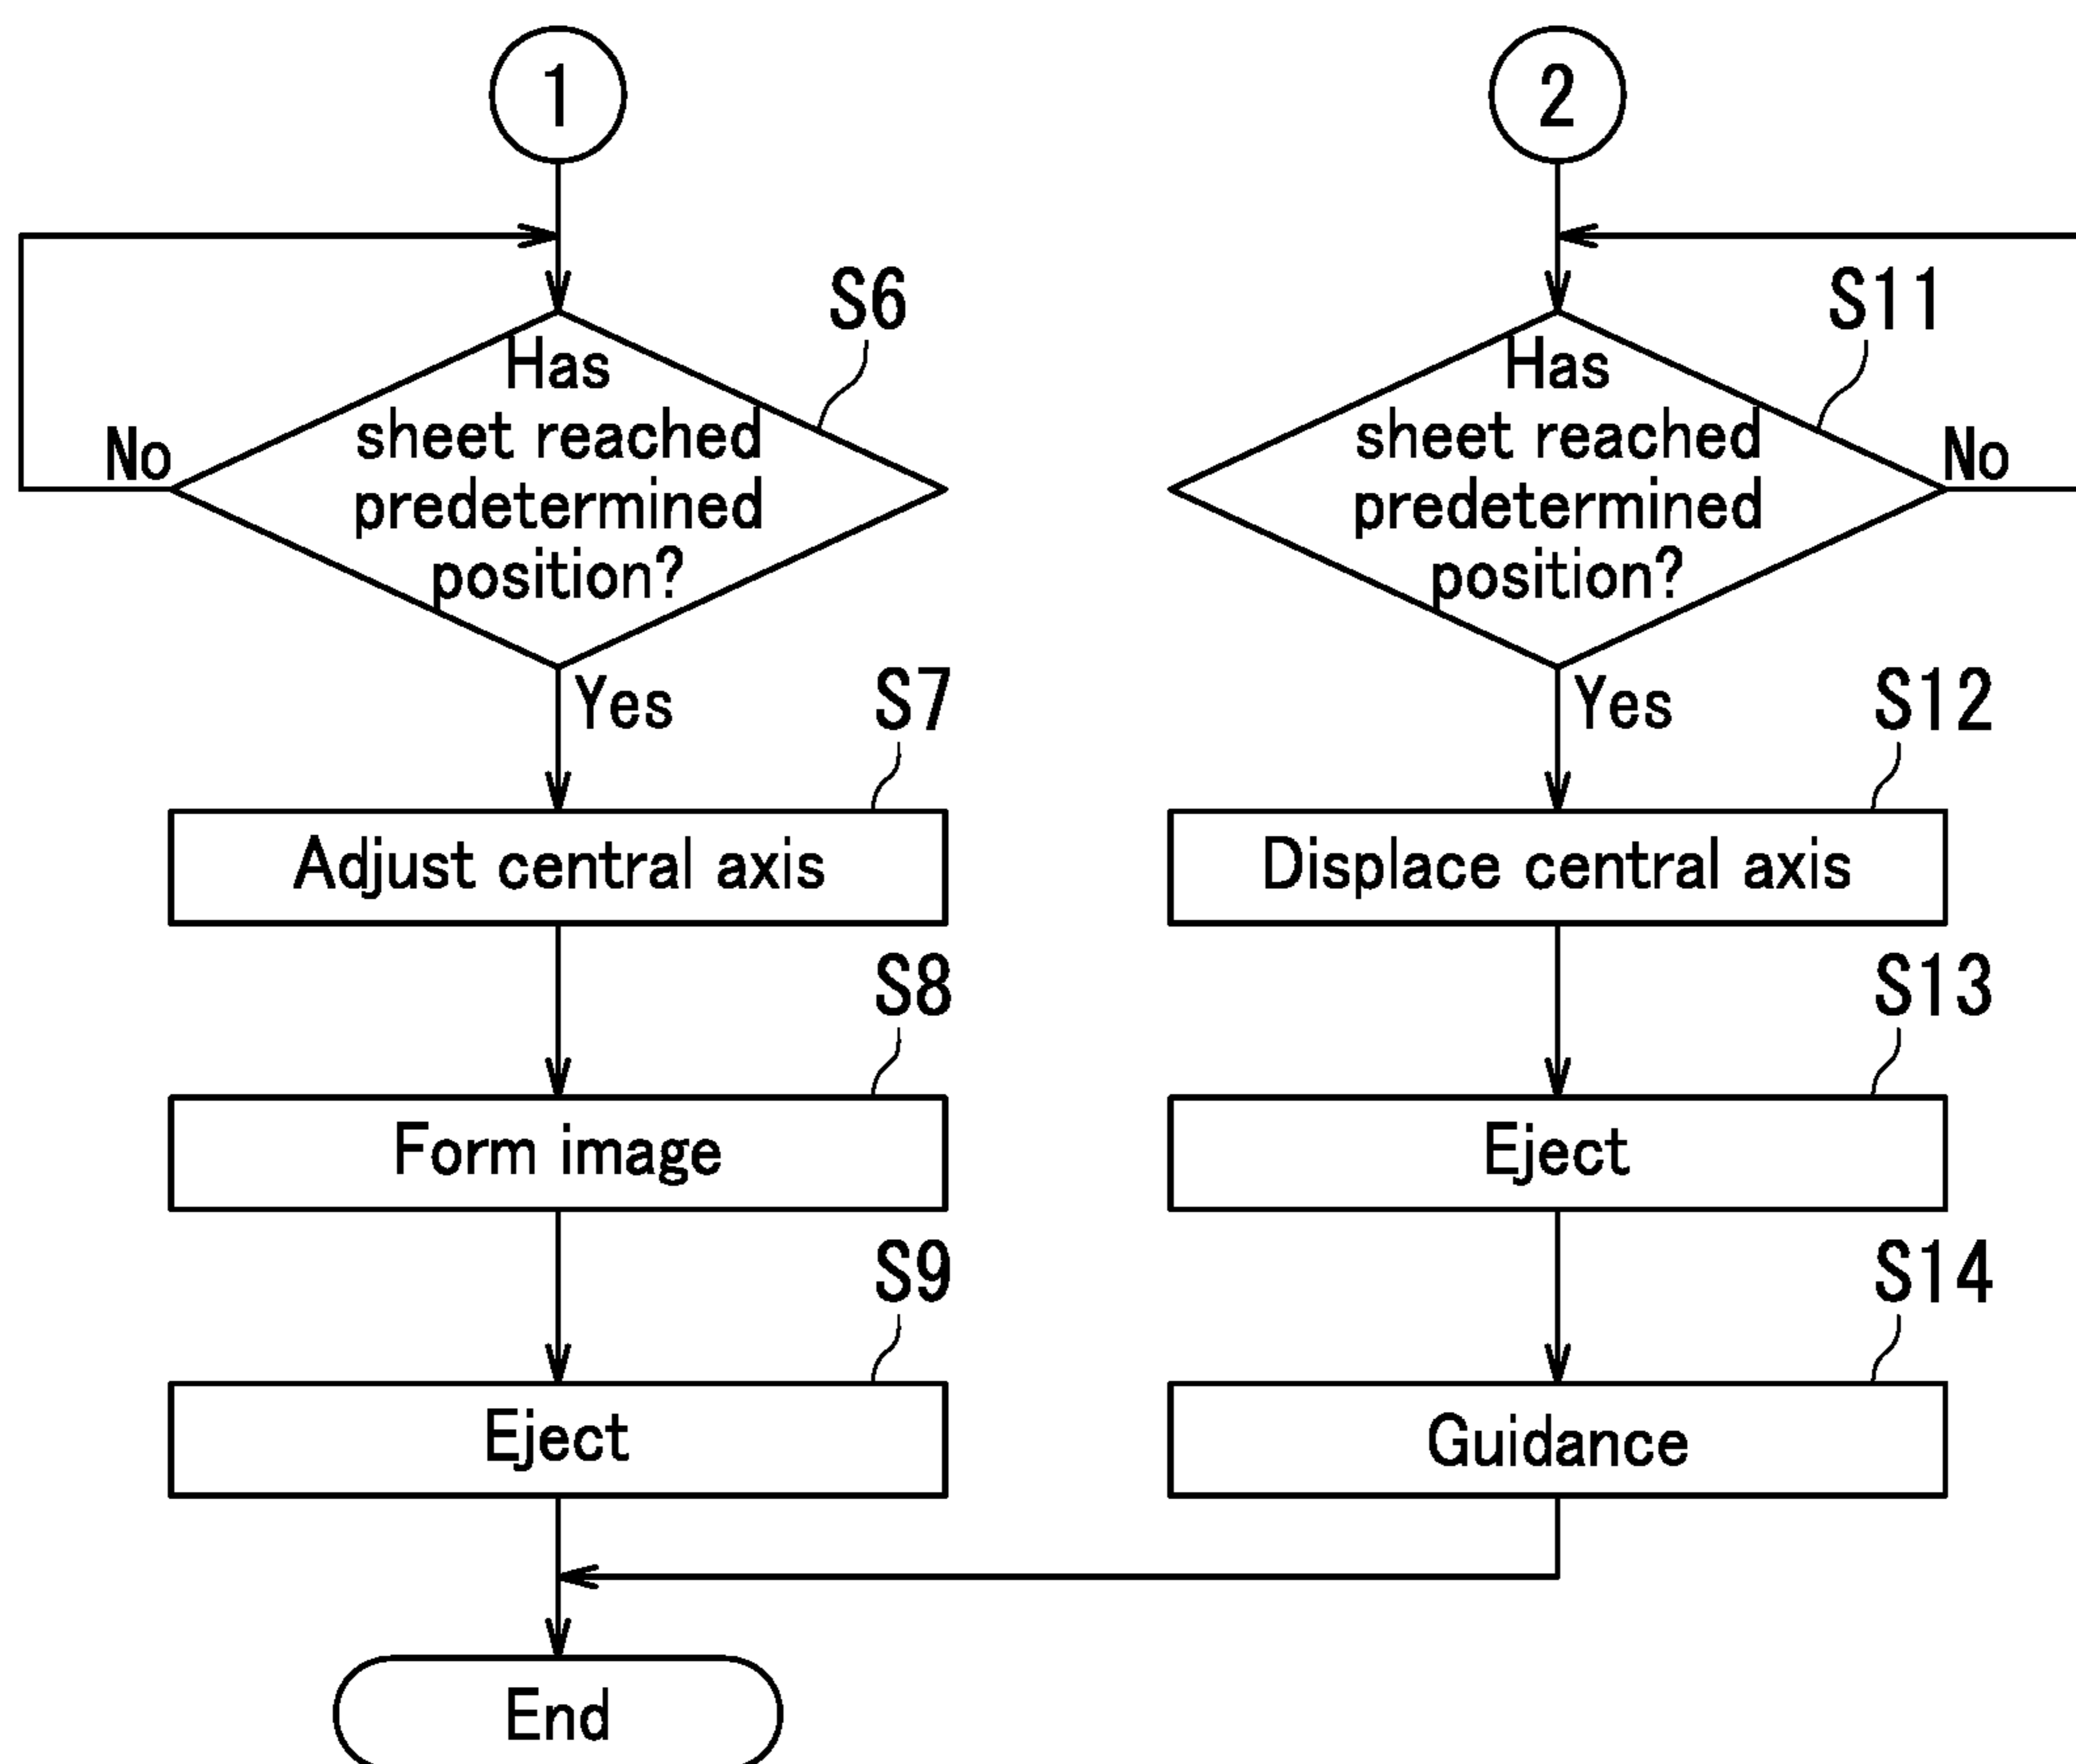 1
S6
Has
sheet reached
predetermined
position?
No
Yes
S7
Adjust central axis
S8
Form image
S9
Eject
2
S11
Has
sheet reached
predetermined
position?
No
Yes
S12
Displace central axis
S13
Eject
S14
Guidance
End